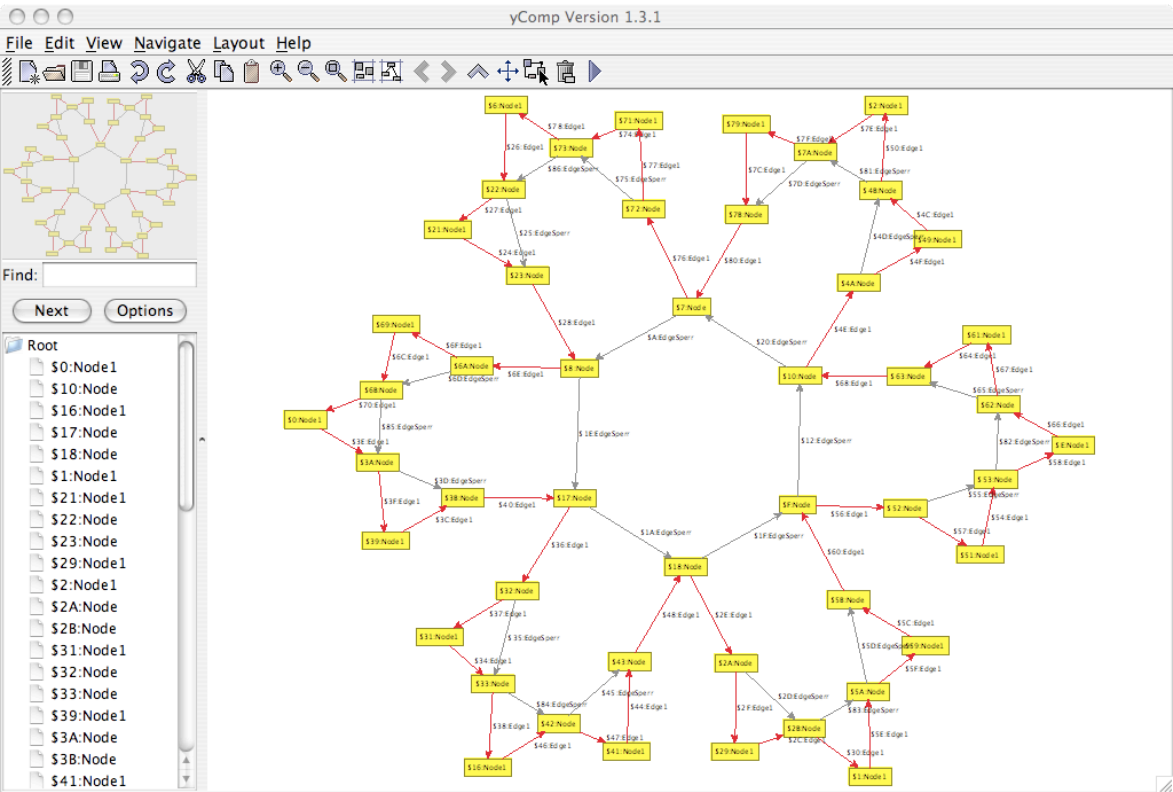 yComp Version 1.3.1
File Edit View Navigate Layout Help
Find:
Next Options
Root
$0:Node1
$10:Node
$16:Node1
$17:Node
$18:Node
$1:Node1
$21:Node1
$22:Node
$23:Node
$29:Node1
$2:Node1
$2A:Node
$2B:Node
$31:Node1
$32:Node
$33:Node
$39:Node1
$3A:Node
$3B:Node
$41:Node1
$6:Node1
$78:Edge1
$71:Node1
$74:Edge1
$26:Edge1
$73:Node
$86:EdgeSperr
$77:Edge1
$75:EdgeSperr
$22:Node
$27:Edge1
$72:Node
$21:Node1
$25:EdgeSperr
$24:Edge1
$23:Node
$76:Edge1
$28:Edge1
$79:Node1
$2:Node1
$7F:Edge1
$7E:Edge1
$7A:Node
$50:Edge1
$7C:Edge1
$7D:EdgeSperr
$81:EdgeSperr
$4B:Node
$78:Node
$4C:Edge1
$4D:EdgeSperr
$49:Node1
$80:Edge1
$4F:Edge1
$4A:Node
$7:Node
$4E:Edge1
$A:EdgeSperr
$20:EdgeSperr
$69:Node1
$6F:Edge1
$6C:Edge1
$6A:Node
$6E:Edge1
$8:Node
$6D:EdgeSperr
$6B:Node
$70:Edge1
$0:Node1
$85:EdgeSperr
$3E:Edge1
$3A:Node
$1E:EdgeSperr
$3D:EdgeSperr
$3F:Edge1
$3B:Node
$40:Edge1
$17:Node
$3C:Edge1
$39:Node1
$61:Node1
$64:Edge1
$67:Edge1
$10:Node
$68:Edge1
$63:Node
$65:EdgeSperr
$62:Node
$66:Edge1
$12:EdgeSperr
$82:EdgeSperr
$E:Node1
$58:Edge1
$53:Node
$55:EdgeSperr
$F:Node
$56:Edge1
$52:Node
$54:Edge1
$57:Edge1
$51:Node1
$1A:EdgeSperr
$1F:EdgeSperr
$36:Edge1
$60:Edge1
$18:Node
$32:Node
$37:Edge1
$31:Node1
$35:EdgeSperr
$34:Edge1
$48:Edge1
$2E:Edge1
$33:Node
$43:Node
$84:EdgeSperr
$45:EdgeSperr
$44:Edge1
$38:Edge1
$42:Node
$47:Edge1
$46:Edge1
$41:Node1
$16:Node1
$5B:Node
$5C:Edge1
$5D:EdgeSperr
$59:Node1
$5F:Edge1
$2A:Node
$5A:Node
$2D:EdgeSperr
$2F:Edge1
$83:EdgeSperr
$2B:Node
$2C:Edge1
$5E:Edge1
$29:Node1
$30:Edge1
$1:Node1